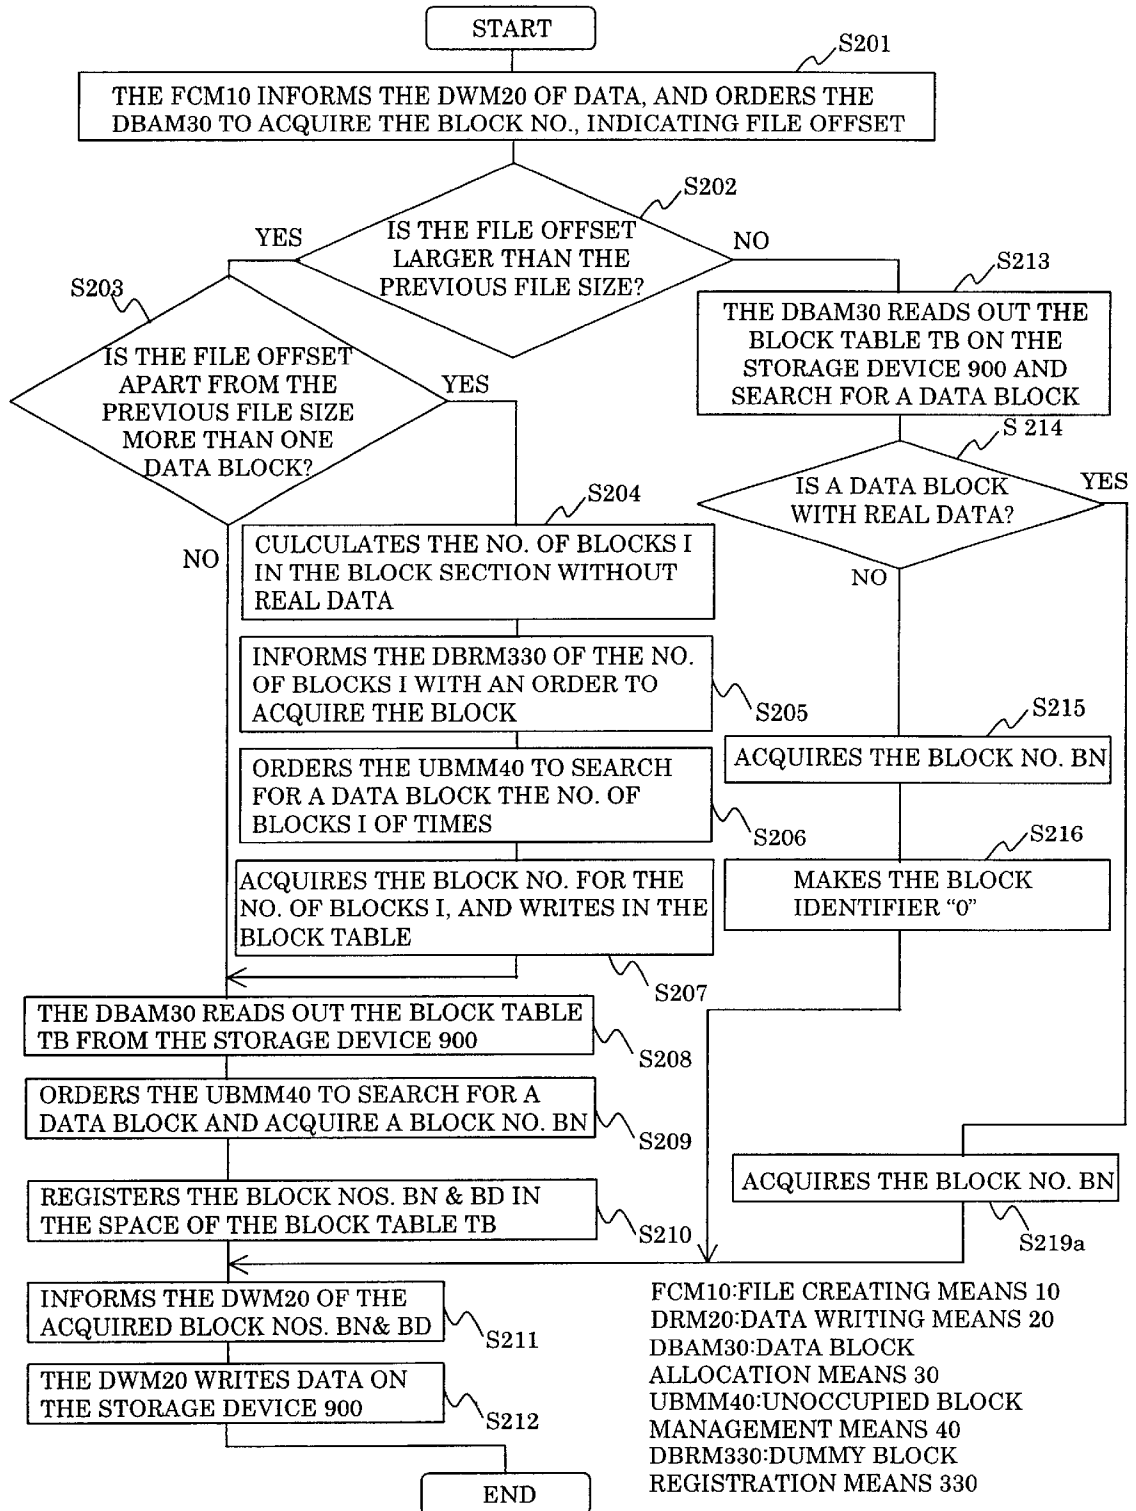 START
S201
THE FCM10 INFORMS THE DWM20 OF DATA, AND ORDERS THE
DBAM30 TO ACQUIRE THE BLOCK NO., INDICATING FILE OFFSET
S202
IS THE FILE OFFSET
LARGER THAN THE
PREVIOUS FILE SIZE?
YES
NO
S203
IS THE FILE OFFSET
APART FROM THE
PREVIOUS FILE SIZE
MORE THAN ONE
DATA BLOCK?
YES
NO
S204
CULCULATES THE NO. OF BLOCKS I
IN THE BLOCK SECTION WITHOUT
REAL DATA
INFORMS THE DBRM330 OF THE NO.
OF BLOCKS I WITH AN ORDER TO
ACQUIRE THE BLOCK
S205
ORDERS THE UBMM40 TO SEARCH
FOR A DATA BLOCK THE NO. OF
BLOCKS I OF TIMES
S206
ACQUIRES THE BLOCK NO. FOR THE
NO. OF BLOCKS I, AND WRITES IN THE
BLOCK TABLE
S207
S213
THE DBAM30 READS OUT THE
BLOCK TABLE TB ON THE
STORAGE DEVICE 900 AND
SEARCH FOR A DATA BLOCK
S 214
IS A DATA BLOCK
WITH REAL DATA?
YES
NO
S215
ACQUIRES THE BLOCK NO. BN
S216
MAKES THE BLOCK
IDENTIFIER “0”
THE DBAM30 READS OUT THE BLOCK TABLE
TB FROM THE STORAGE DEVICE 900
S208
ORDERS THE UBMM40 TO SEARCH FOR A
DATA BLOCK AND ACQUIRE A BLOCK NO. BN
S209
REGISTERS THE BLOCK NOS. BN & BD IN
THE SPACE OF THE BLOCK TABLE TB
S210
ACQUIRES THE BLOCK NO. BN
S219a
INFORMS THE DWM20 OF THE
ACQUIRED BLOCK NOS. BN& BD
S211
THE DWM20 WRITES DATA ON
THE STORAGE DEVICE 900
S212
END
FCM10:FILE CREATING MEANS 10
DRM20:DATA WRITING MEANS 20
DBAM30:DATA BLOCK
ALLOCATION MEANS 30
UBMM40:UNOCCUPIED BLOCK
MANAGEMENT MEANS 40
DBRM330:DUMMY BLOCK
REGISTRATION MEANS 330